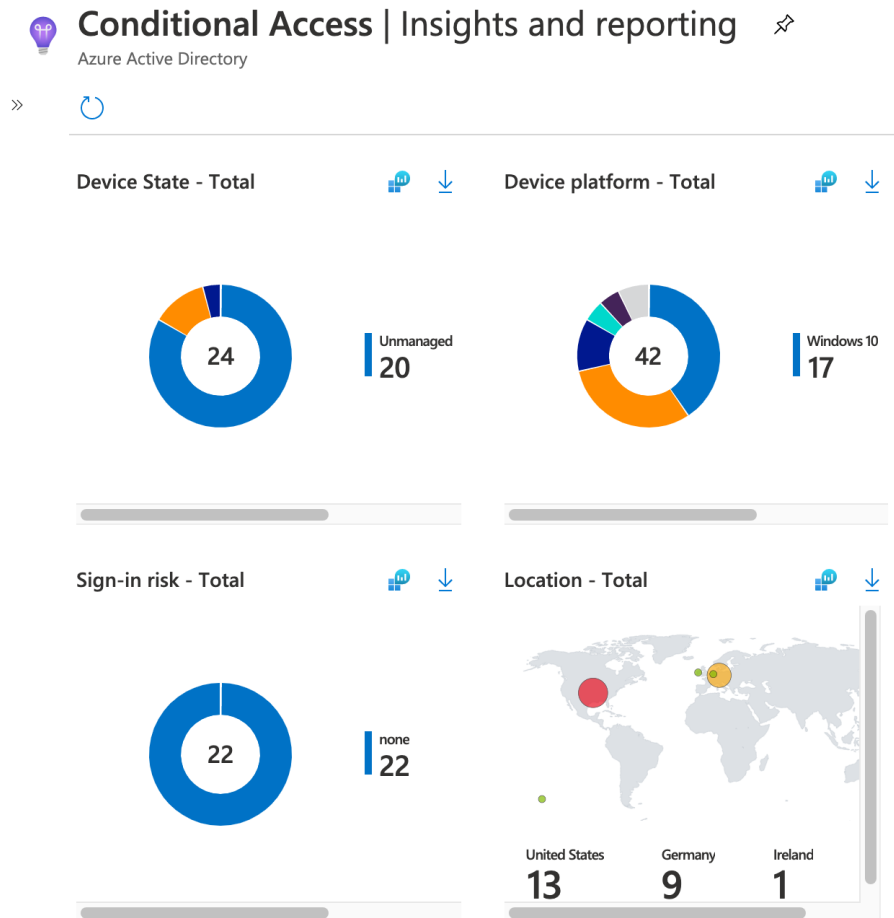 Conditional Access | Insights and reporting
Azure Active Directory
Device State - Total
24
Unmanaged
20
Device platform - Total
42
Windows 10
17
Sign-in risk - Total
22
none
22
Location - Total
United States
13
Germany
9
Ireland
1